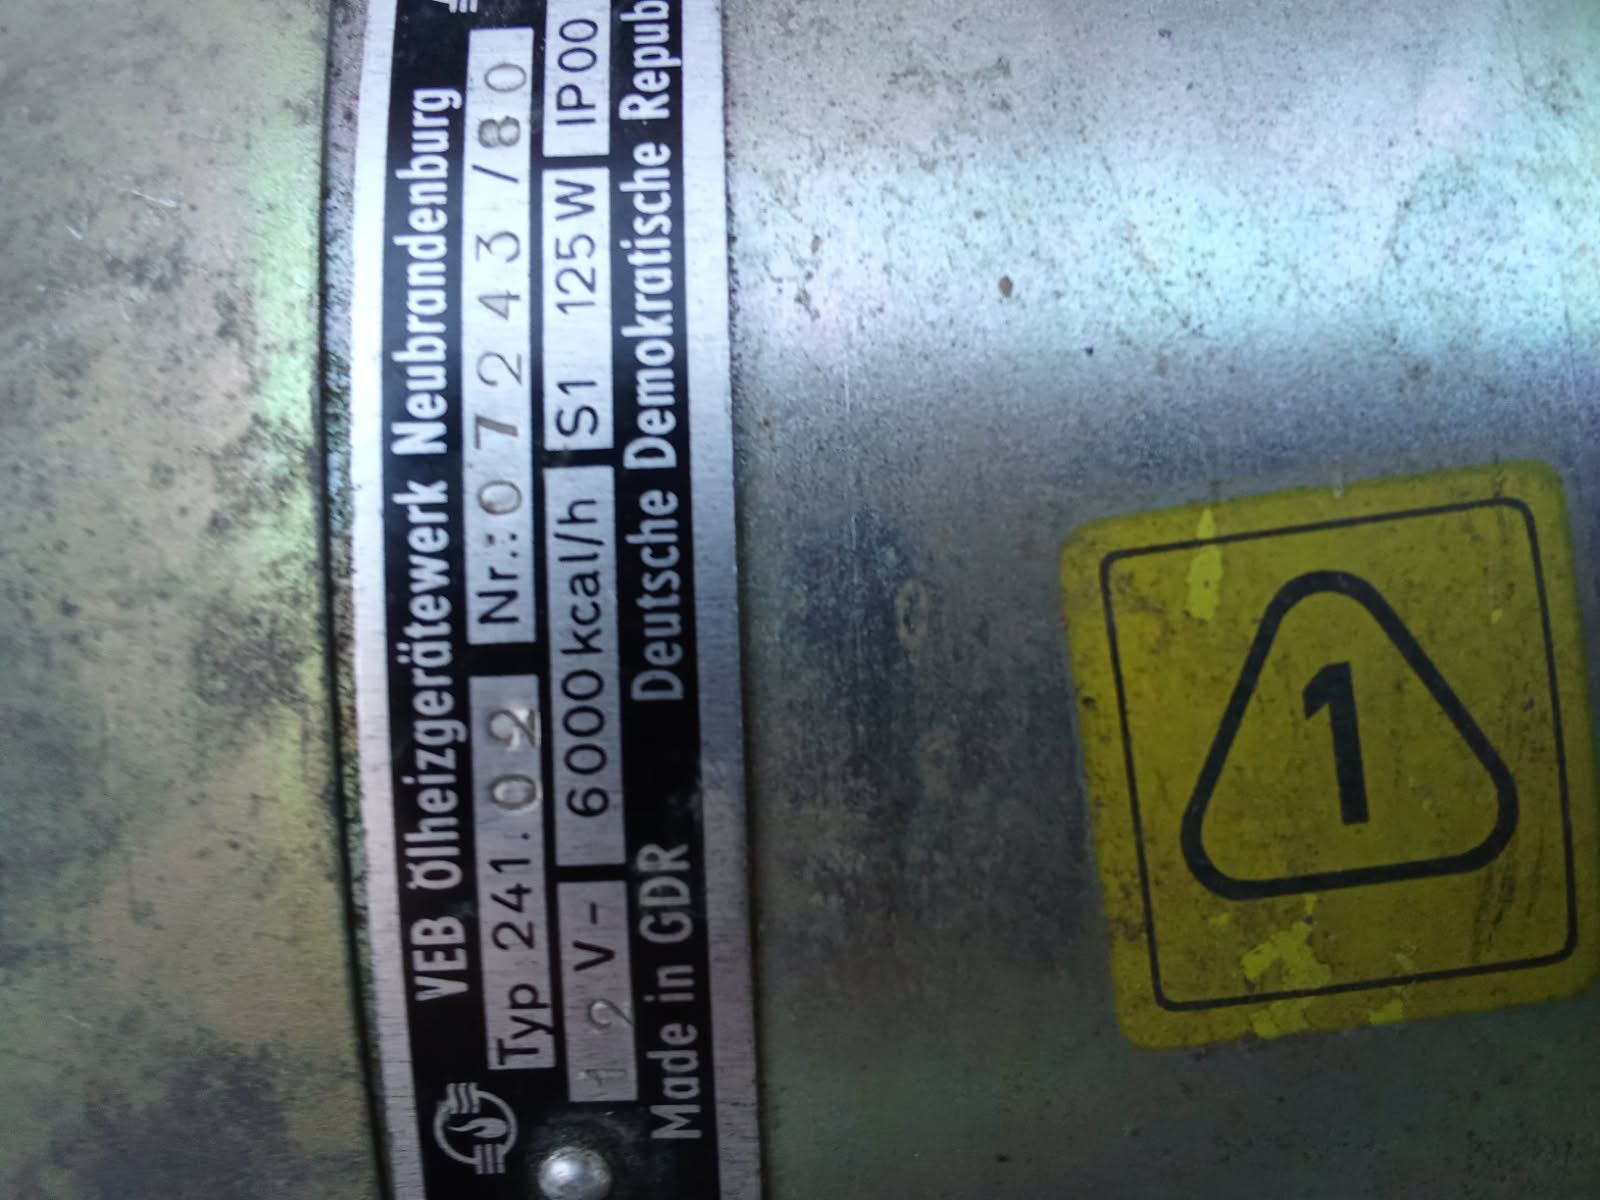 VEB Ölheizgerätewerk Neubrandenburg
Typ 241.02 Nr.: 07243/80
12 V- 6000 kcal/h S1 125W IP00
Made in GDR Deutsche Demokratische Repub
1